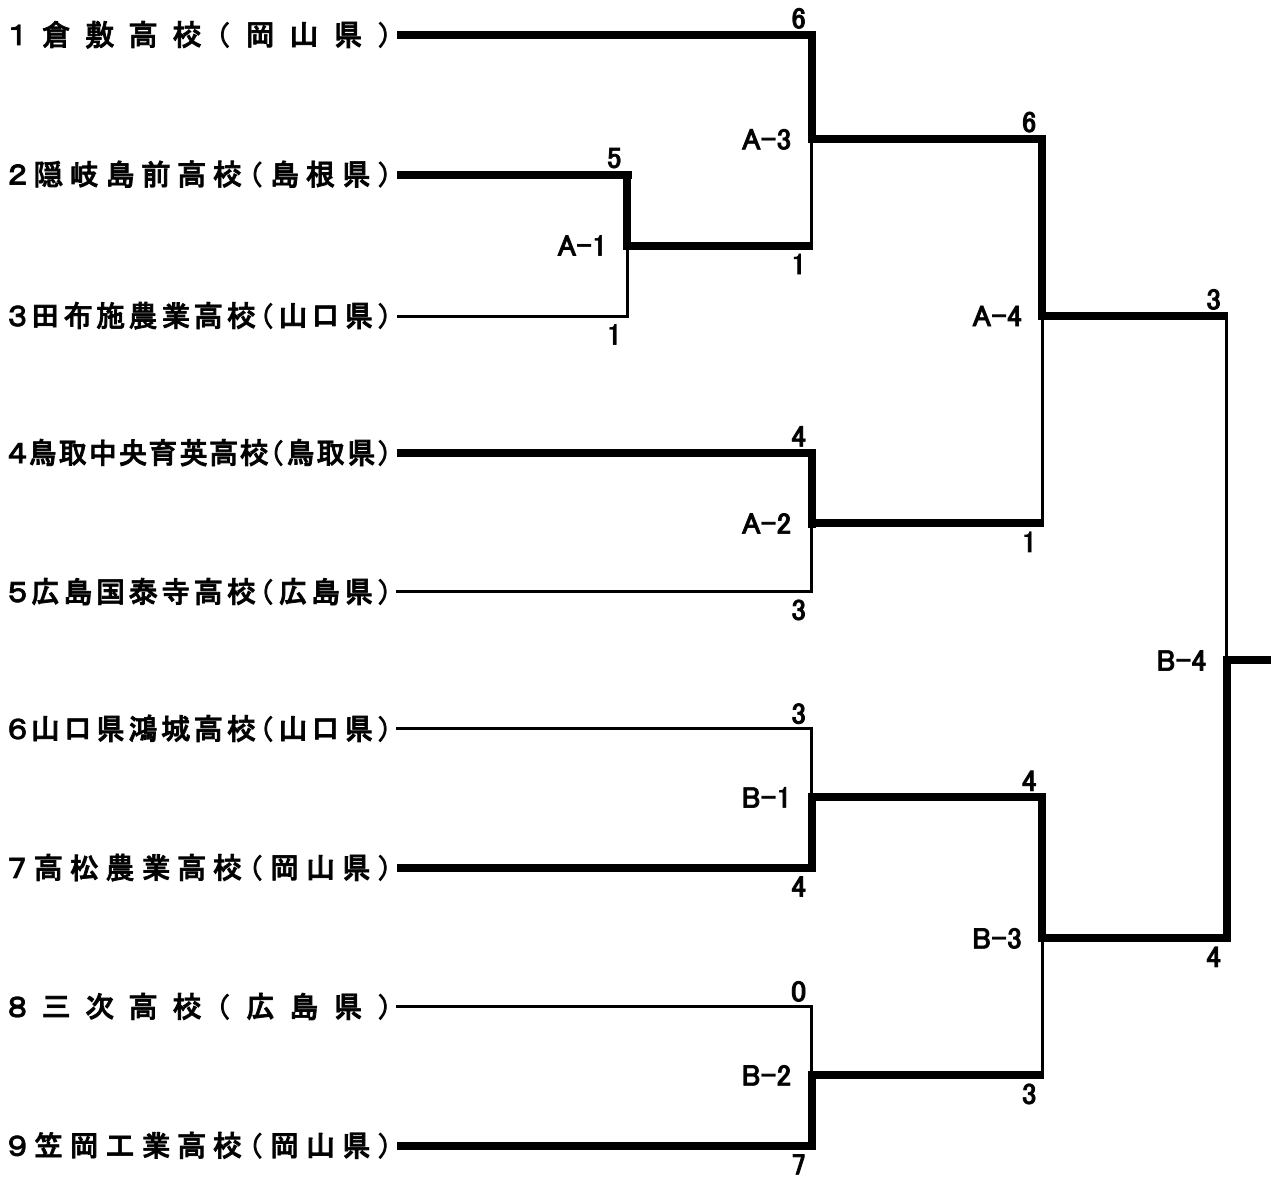 6
1倉敷高校(岡山県)
6
A-3
5
2隠岐島前高校(島根県)
A-1
1
3
3田布施農業高校(山口県)
A-4
1
4
4鳥取中央育英高校(鳥取県)
A-2
1
5広島国泰寺高校(広島県)
3
B-4
3
6山口県鴻城高校(山口県)
4
B-1
7高松農業高校(岡山県)
4
B-3
4
0
8三次高校(広島県)
B-2
3
9笠岡工業高校(岡山県)
7